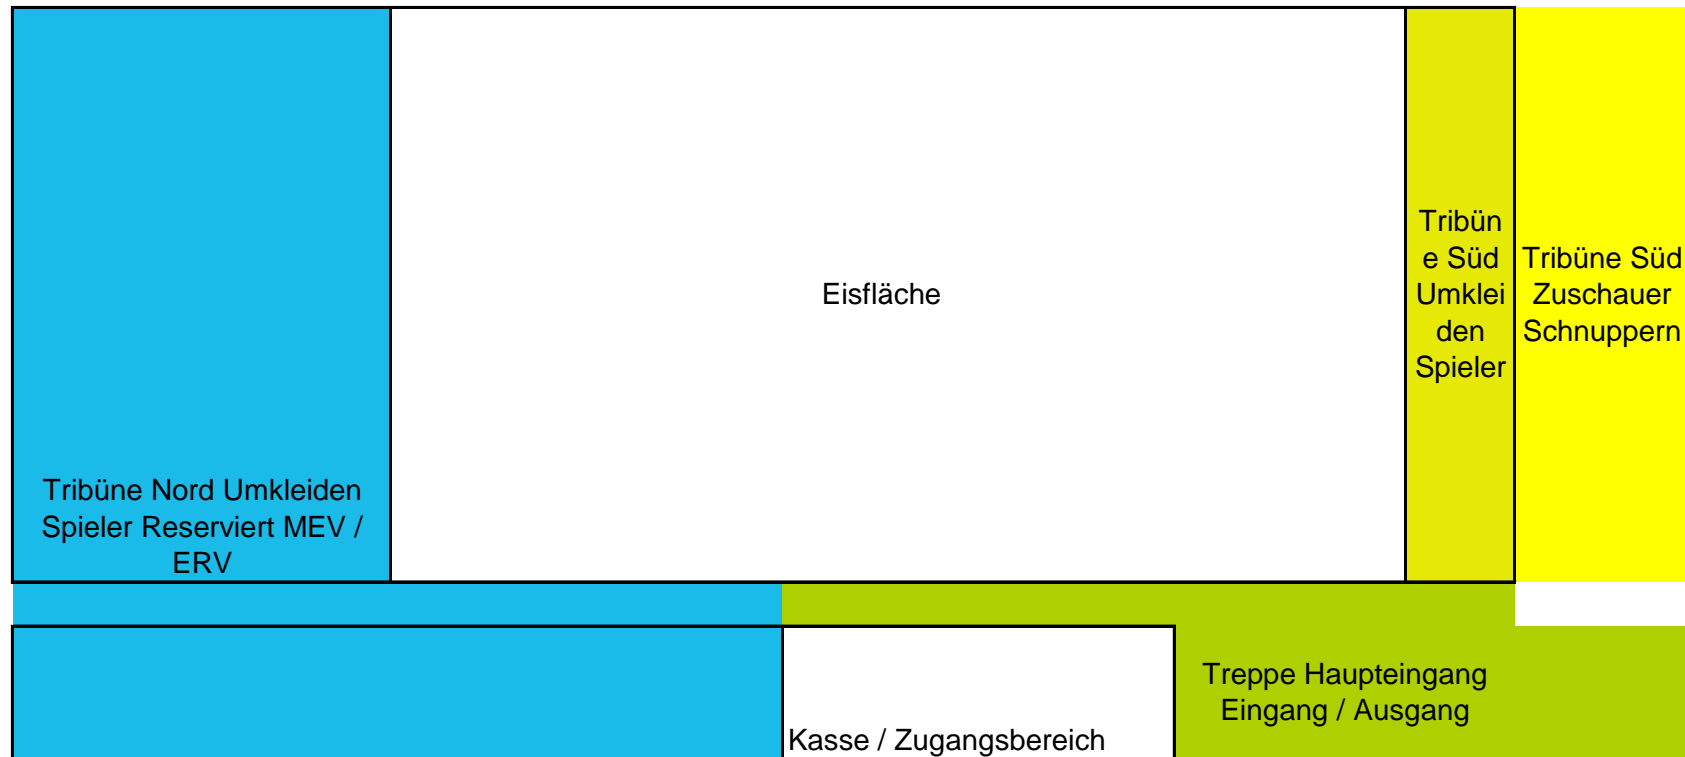 Tribüne Nord Umkleiden
Spieler Reserviert MEV /
ERV
Eisfläche
Tribün
e Süd
Umklei
den
Spieler
Tribüne Süd
Zuschauer
Schnuppern
Treppe Haupteingang
Eingang / Ausgang
Kasse / Zugangsbereich